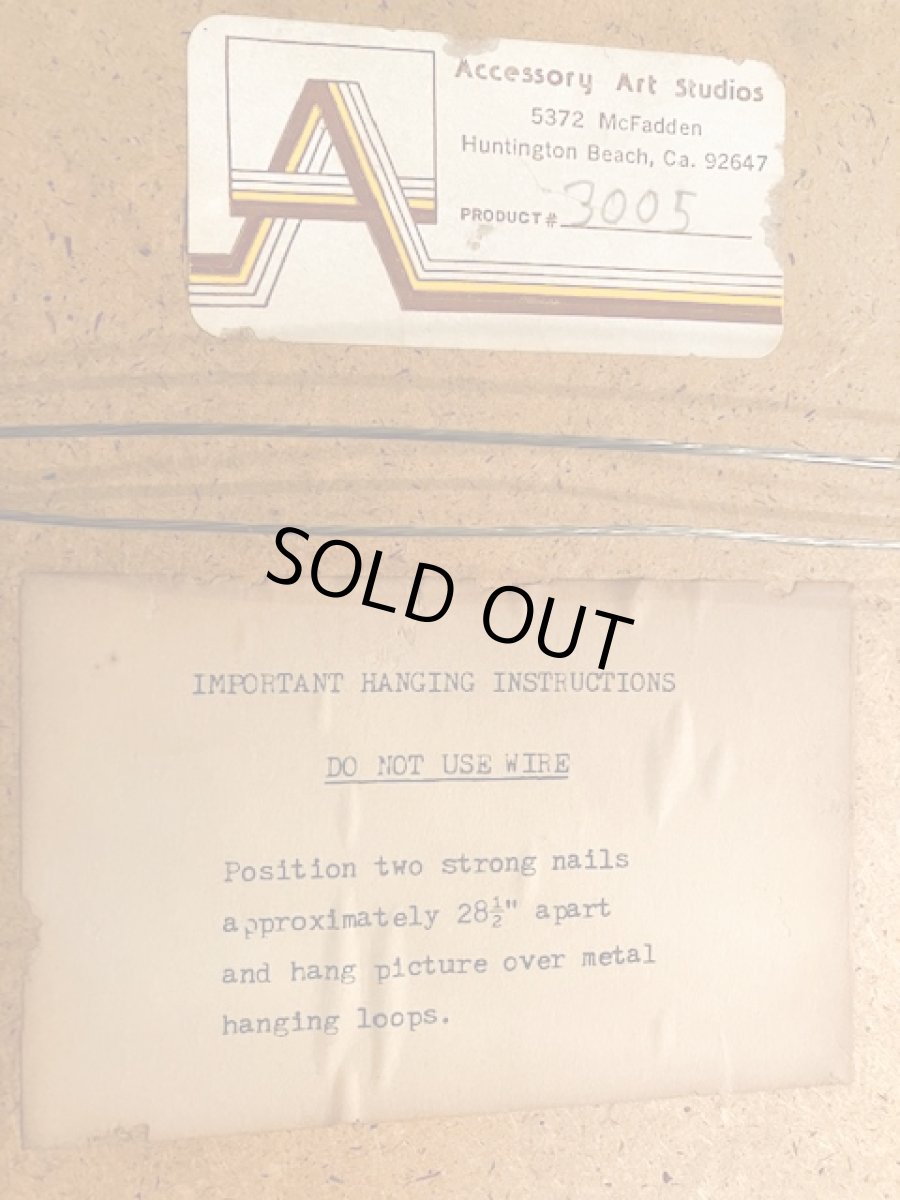 Accessory Art Studios
5372 McFadden
Huntington Beach, Ca. 92647
PRODUCT# 3005
SOLD OUT
IMPORTANT HANGING INSTRUCTIONS
DO NOT USE WIRE
Position two strong nails
approximately 28½" apart
and hang picture over metal
hanging loops.